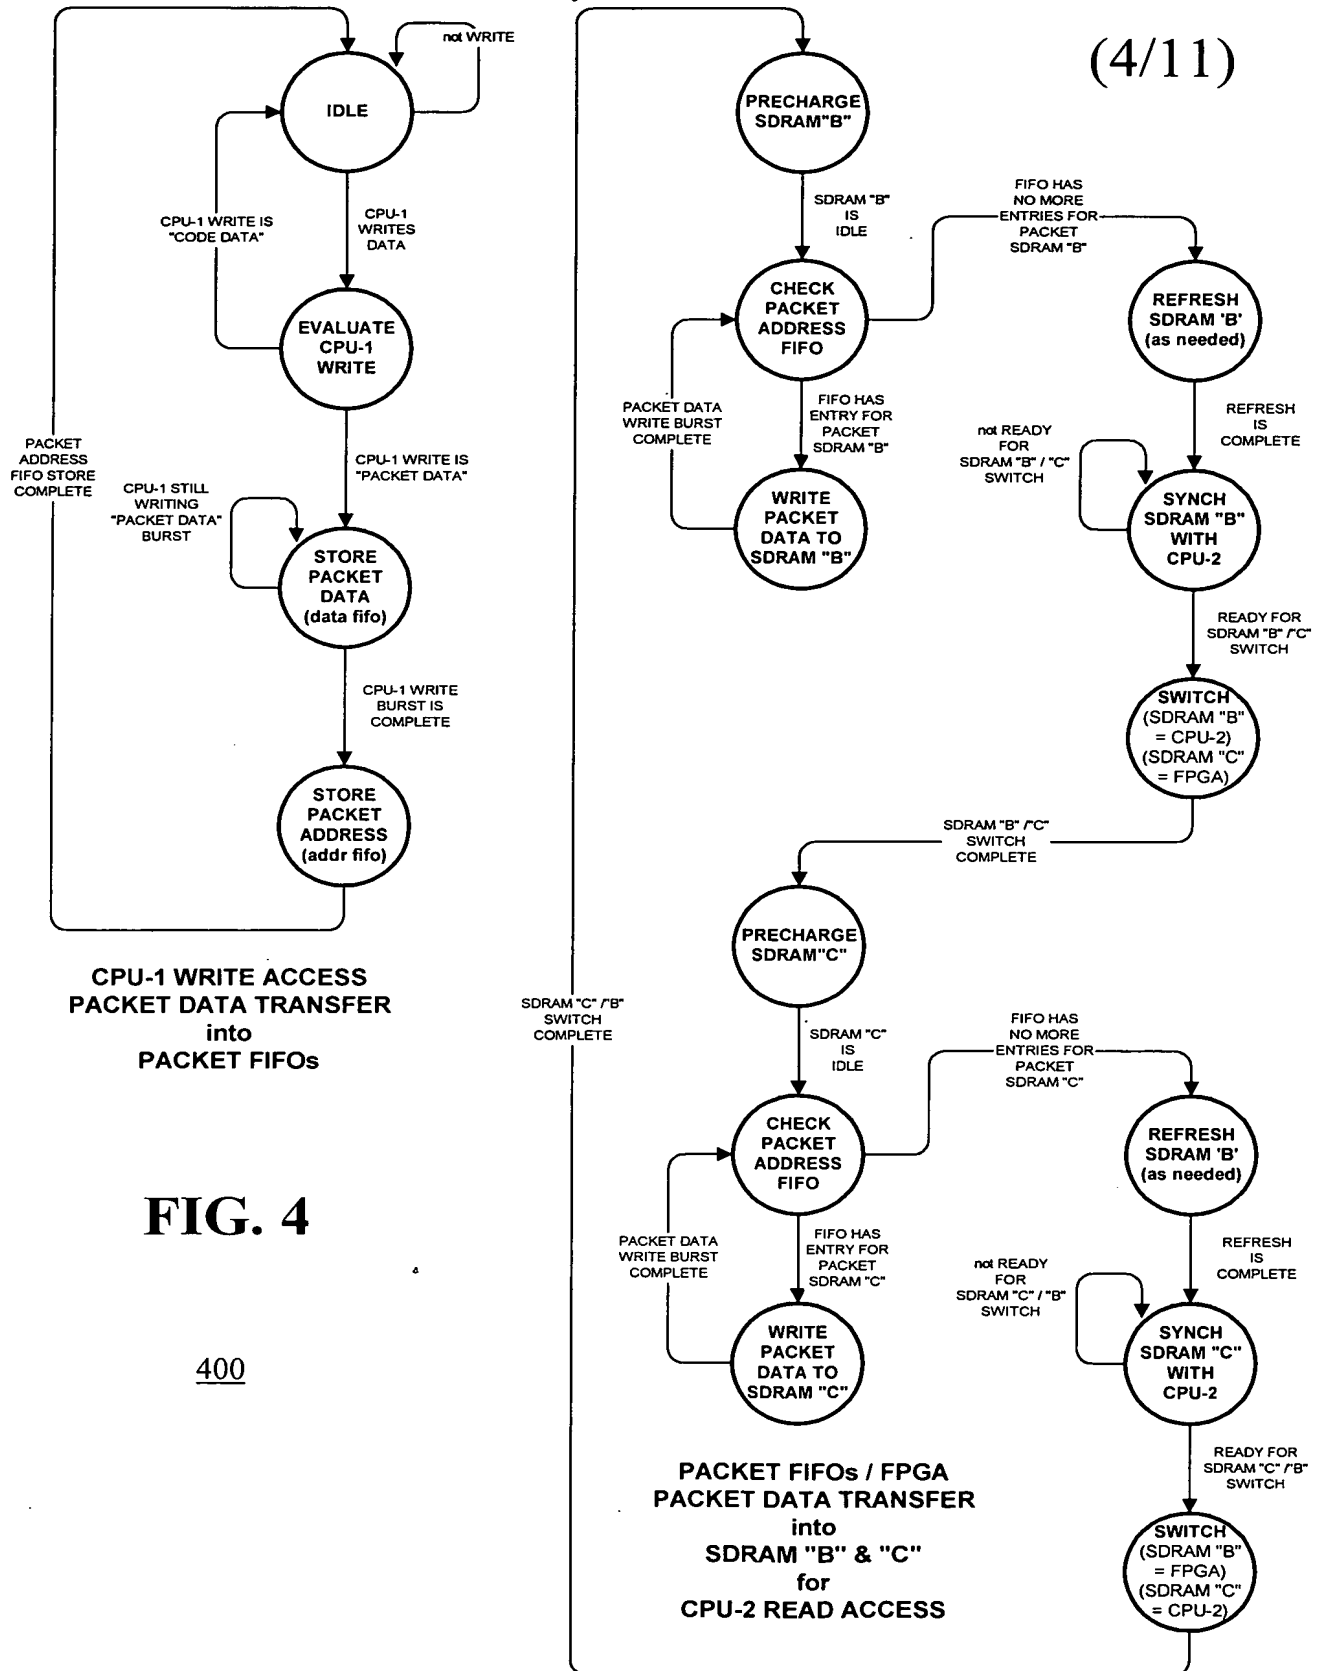 (4/11)
not WRITE
IDLE
CPU-1 WRITE IS
"CODE DATA"
CPU-1
WRITES
DATA
EVALUATE
CPU-1
WRITE
PACKET
ADDRESS
FIFO STORE
COMPLETE
CPU-1 WRITE IS
"PACKET DATA"
CPU-1 STILL
WRITING
"PACKET DATA"
BURST
STORE
PACKET
DATA
(data fifo)
CPU-1 WRITE
BURST IS
COMPLETE
STORE
PACKET
ADDRESS
(addr fifo)
CPU-1 WRITE ACCESS
PACKET DATA TRANSFER
into
PACKET FIFOs
FIG. 4
400
PRECHARGE
SDRAM"B"
SDRAM "B"
IS
IDLE
FIFO HAS
NO MORE
ENTRIES FOR
PACKET
SDRAM "B"
CHECK
PACKET
ADDRESS
FIFO
REFRESH
SDRAM 'B'
(as needed)
PACKET DATA
WRITE BURST
COMPLETE
FIFO HAS
ENTRY FOR
PACKET
SDRAM "B"
REFRESH
IS
COMPLETE
not READY
FOR
SDRAM "B" / "C"
SWITCH
WRITE
PACKET
DATA TO
SDRAM "B"
SYNCH
SDRAM "B"
WITH
CPU-2
READY FOR
SDRAM "B" /"C"
SWITCH
SWITCH
(SDRAM "B"
= CPU-2)
(SDRAM "C"
= FPGA)
SDRAM "B" /"C"
SWITCH
COMPLETE
PRECHARGE
SDRAM"C"
SDRAM "C" /"B"
SWITCH
COMPLETE
SDRAM "C"
IS
IDLE
FIFO HAS
NO MORE
ENTRIES FOR
PACKET
SDRAM "C"
CHECK
PACKET
ADDRESS
FIFO
REFRESH
SDRAM 'B'
(as needed)
PACKET DATA
WRITE BURST
COMPLETE
FIFO HAS
ENTRY FOR
PACKET
SDRAM "C"
REFRESH
IS
COMPLETE
not READY
FOR
SDRAM "C" / "B"
SWITCH
WRITE
PACKET
DATA TO
SDRAM "C"
SYNCH
SDRAM "C"
WITH
CPU-2
READY FOR
SDRAM "C" /"B"
SWITCH
SWITCH
(SDRAM "B"
= FPGA)
(SDRAM "C"
= CPU-2)
PACKET FIFOs / FPGA
PACKET DATA TRANSFER
into
SDRAM "B" & "C"
for
CPU-2 READ ACCESS